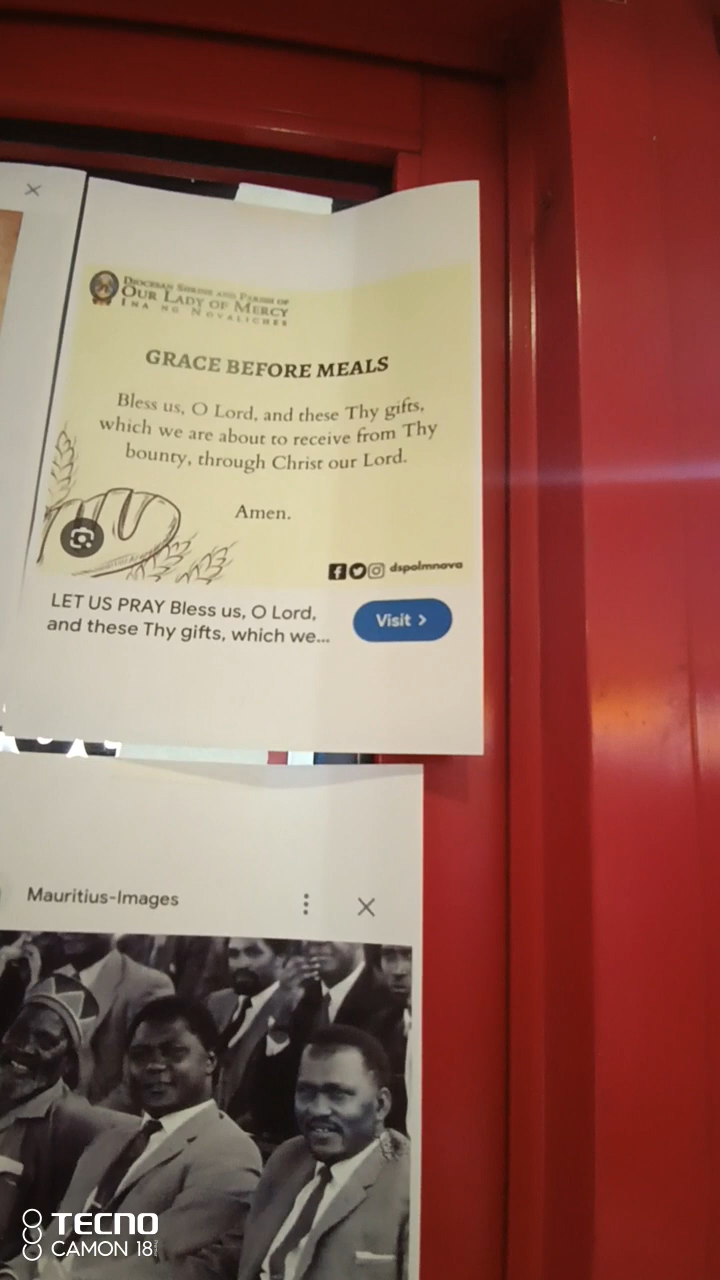 DIOCESAN SHRINE AND PARISH OF
OUR LADY OF MERCY
INA NG NOVALICHES
GRACE BEFORE MEALS
Bless us, O Lord, and these Thy gifts,
which we are about to receive from Thy
bounty, through Christ our Lord.
Amen.
dspolmnova
LET US PRAY Bless us, O Lord,
and these Thy gifts, which we...
Visit >
Mauritius-Images
TECNO
CAMON 18